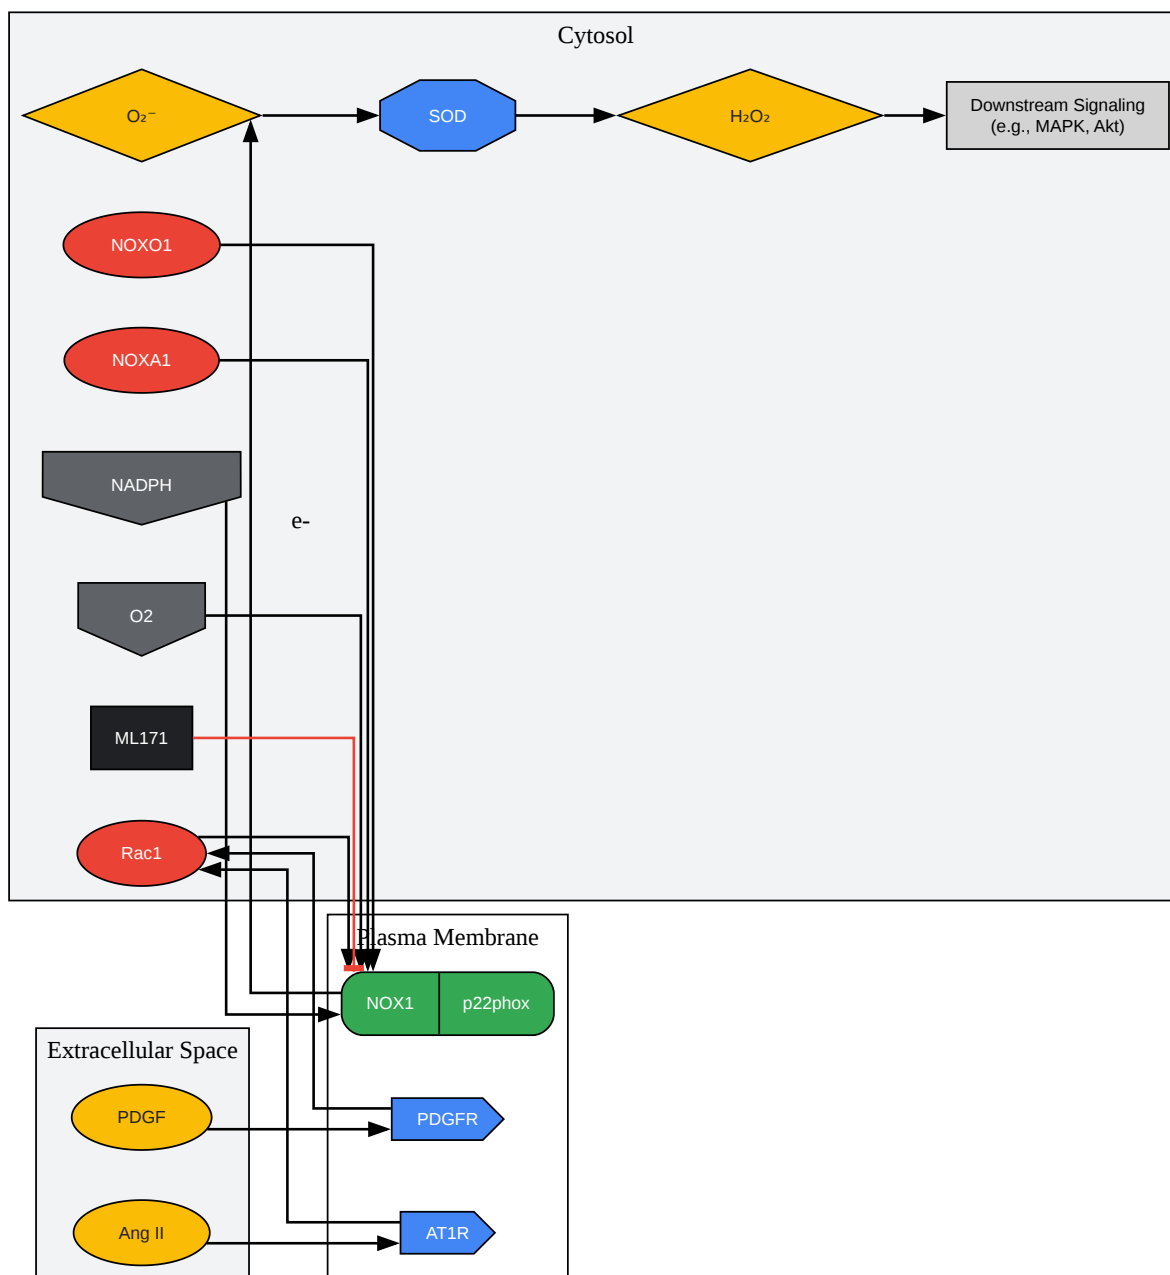 Cytosol
O₂⁻
SOD
H₂O₂
Downstream Signaling
(e.g., MAPK, Akt)
NOXO1
NOXA1
NADPH
e-
O2
ML171
Rac1
Plasma Membrane
NOX1
p22phox
Extracellular Space
PDGF
PDGFR
Ang II
AT1R